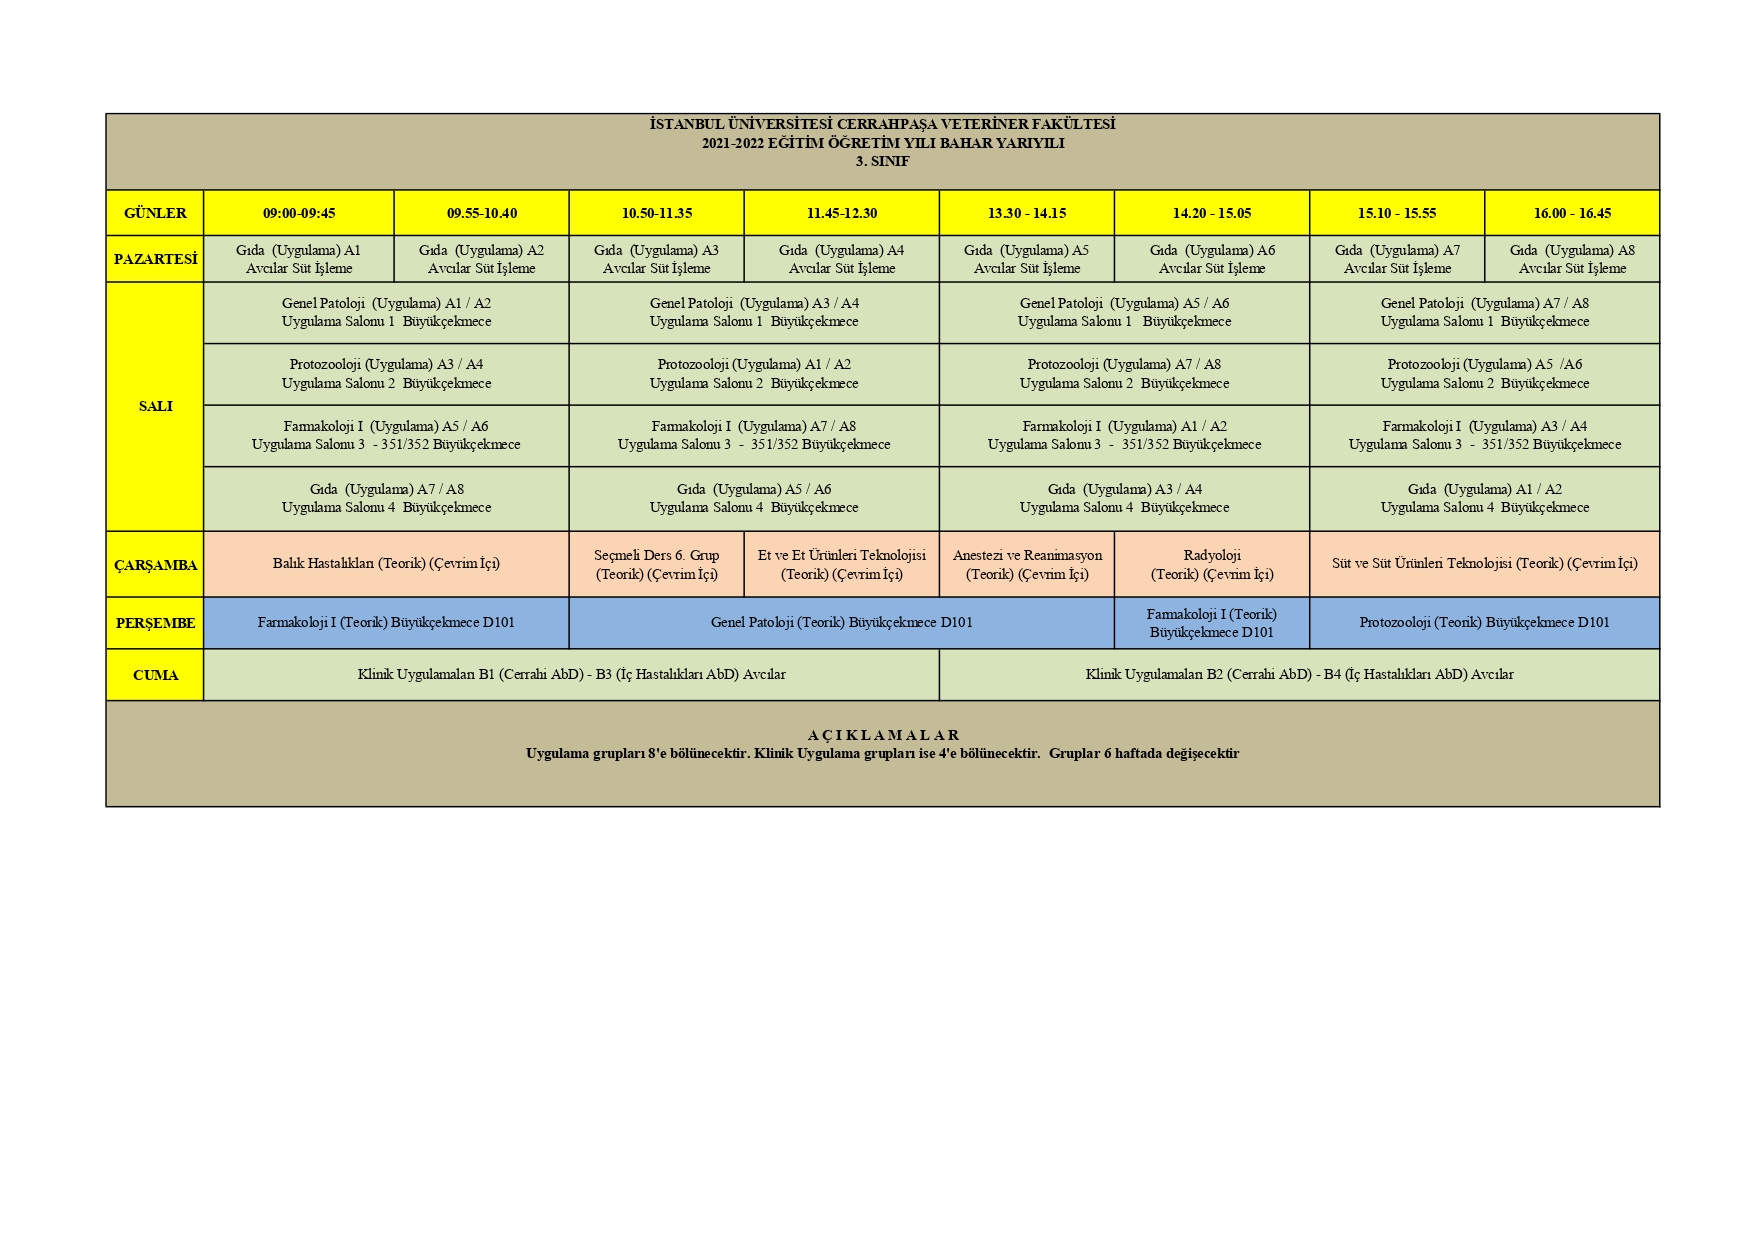 İSTANBUL ÜNİVERSİTESİ CERRAHPAŞA VETERİNER FAKÜLTESİ
2021-2022 EĞİTİM ÖĞRETİM YILI BAHAR YARIYILI
3. SINIF
GÜNLER 09:00-09:45 09.55-10.40 10.50-11.35 11.45-12.30 13.30 - 14.15 14.20 - 15.05 15.10 - 15.55 16.00 - 16.45
PAZARTESİ
Gıda (Uygulama) A1
Avcılar Süt İşleme
Gıda (Uygulama) A2
Avcılar Süt İşleme
Gıda (Uygulama) A3
Avcılar Süt İşleme
Gıda (Uygulama) A4
Avcılar Süt İşleme
Gıda (Uygulama) A5
Avcılar Süt İşleme
Gıda (Uygulama) A6
Avcılar Süt İşleme
Gıda (Uygulama) A7
Avcılar Süt İşleme
Gıda (Uygulama) A8
Avcılar Süt İşleme
SALI
Genel Patoloji (Uygulama) A1 / A2
Uygulama Salonu 1 Büyükçekmece
Genel Patoloji (Uygulama) A3 / A4
Uygulama Salonu 1 Büyükçekmece
Genel Patoloji (Uygulama) A5 / A6
Uygulama Salonu 1 Büyükçekmece
Genel Patoloji (Uygulama) A7 / A8
Uygulama Salonu 1 Büyükçekmece
Protozooloji (Uygulama) A3 / A4
Uygulama Salonu 2 Büyükçekmece
Protozooloji (Uygulama) A1 / A2
Uygulama Salonu 2 Büyükçekmece
Protozooloji (Uygulama) A7 / A8
Uygulama Salonu 2 Büyükçekmece
Protozooloji (Uygulama) A5 /A6
Uygulama Salonu 2 Büyükçekmece
Farmakoloji I (Uygulama) A5 / A6
Uygulama Salonu 3 - 351/352 Büyükçekmece
Farmakoloji I (Uygulama) A7 / A8
Uygulama Salonu 3 - 351/352 Büyükçekmece
Farmakoloji I (Uygulama) A1 / A2
Uygulama Salonu 3 - 351/352 Büyükçekmece
Farmakoloji I (Uygulama) A3 / A4
Uygulama Salonu 3 - 351/352 Büyükçekmece
Gıda (Uygulama) A7 / A8
Uygulama Salonu 4 Büyükçekmece
Gıda (Uygulama) A5 / A6
Uygulama Salonu 4 Büyükçekmece
Gıda (Uygulama) A3 / A4
Uygulama Salonu 4 Büyükçekmece
Gıda (Uygulama) A1 / A2
Uygulama Salonu 4 Büyükçekmece
ÇARŞAMBA
Balık Hastalıkları (Teorik) (Çevrim İçi)
Seçmeli Ders 6. Grup
(Teorik) (Çevrim İçi)
Et ve Et Ürünleri Teknolojisi
(Teorik) (Çevrim İçi)
Anestezi ve Reanimasyon
(Teorik) (Çevrim İçi)
Radyoloji
(Teorik) (Çevrim İçi)
Süt ve Süt Ürünleri Teknolojisi (Teorik) (Çevrim İçi)
PERŞEMBE
Farmakoloji I (Teorik) Büyükçekmece D101
Genel Patoloji (Teorik) Büyükçekmece D101
Farmakoloji I (Teorik)
Büyükçekmece D101
Protozooloji (Teorik) Büyükçekmece D101
CUMA
Klinik Uygulamaları B1 (Cerrahi AbD) - B3 (İç Hastalıkları AbD) Avcılar
Klinik Uygulamaları B2 (Cerrahi AbD) - B4 (İç Hastalıkları AbD) Avcılar
A Ç I K L A M A L A R
Uygulama grupları 8'e bölünecektir. Klinik Uygulama grupları ise 4'e bölünecektir. Gruplar 6 haftada değişecektir